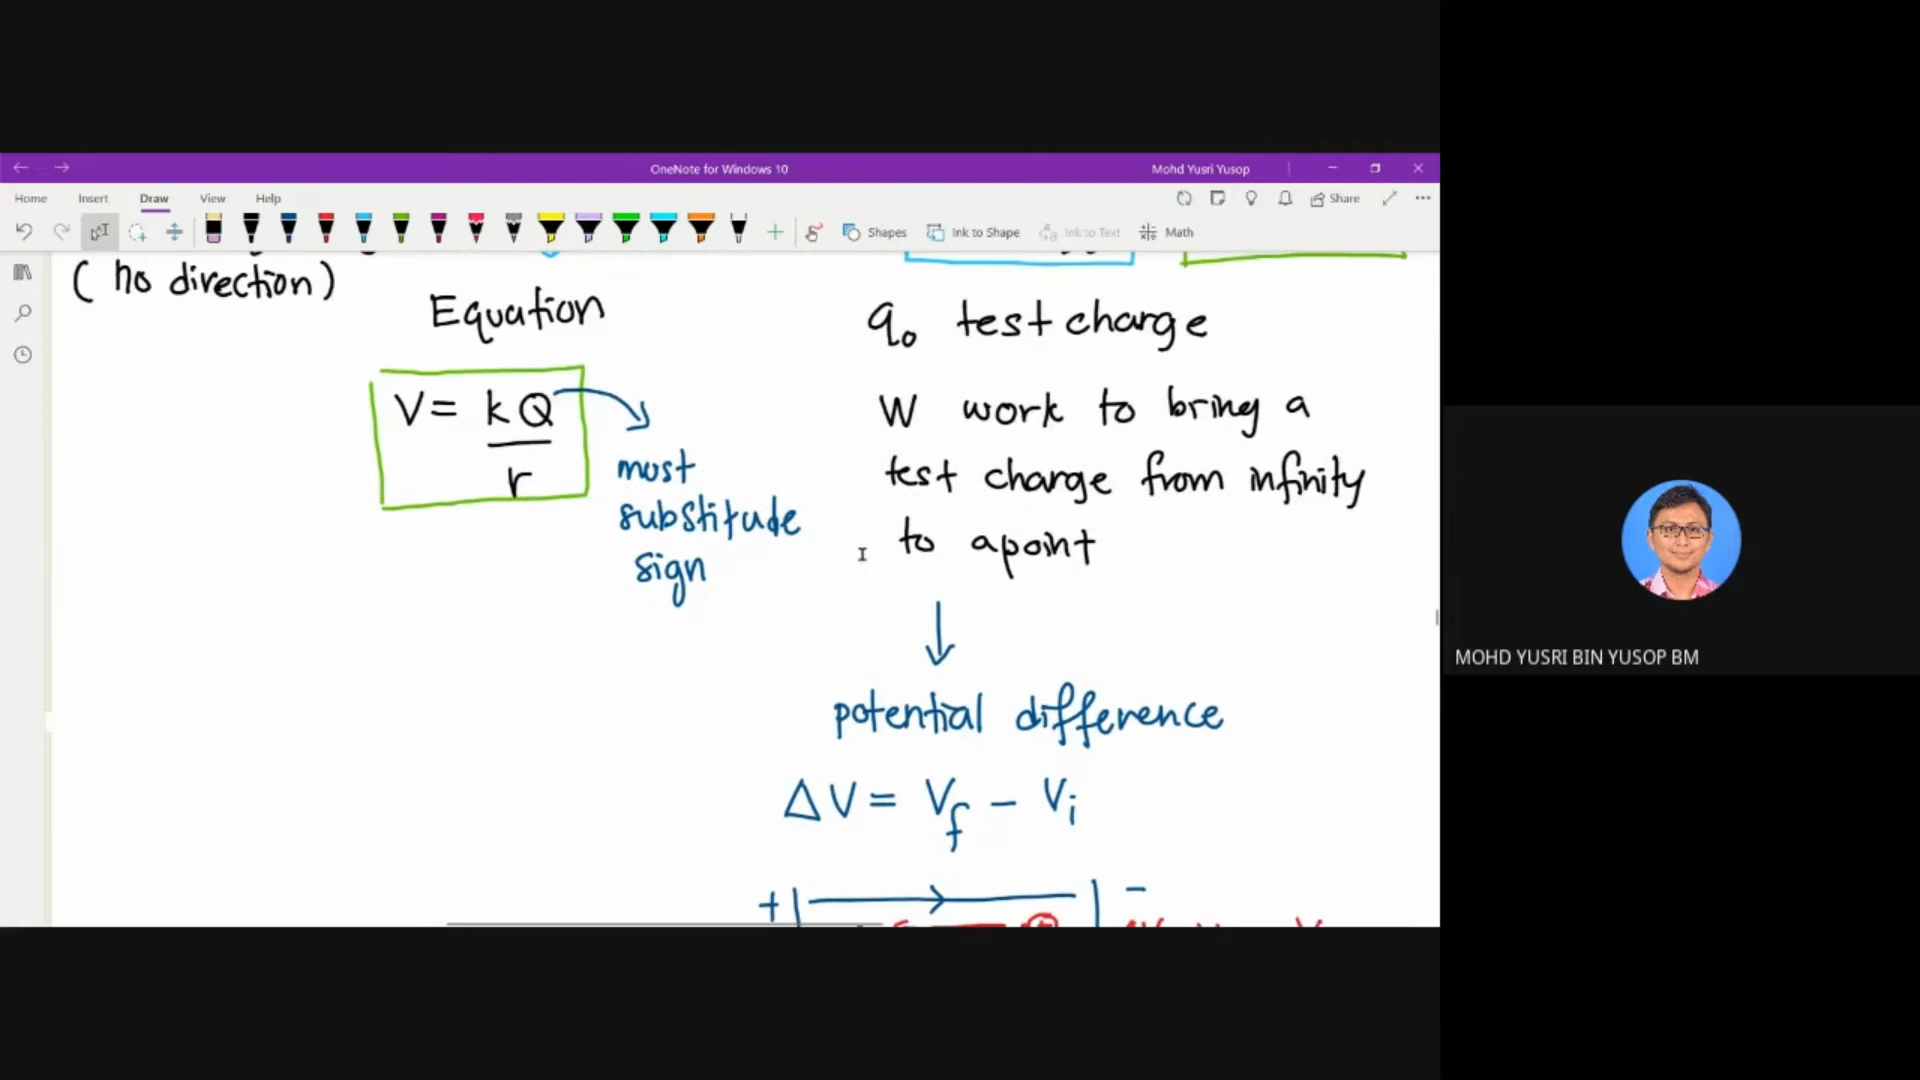 OneNote for Windows 10
Mohd Yusri Yusop
Home Insert Draw View Help
Share
Shapes
Ink to Shape
Ink to Text
Math
( no direction)
Equation
V = kQ
r
must
substitude
sign
q₀ test charge
W work to bring a
test charge from infinity
to a point
potential difference
ΔV = Vf - Vi
+
-
MOHD YUSRI BIN YUSOP BM